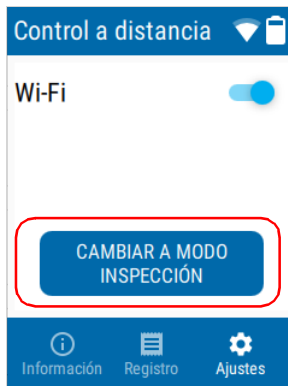 Control a distancia
Wi-Fi
CAMBIAR A MODO
INSPECCIÓN
Información Registro Ajustes